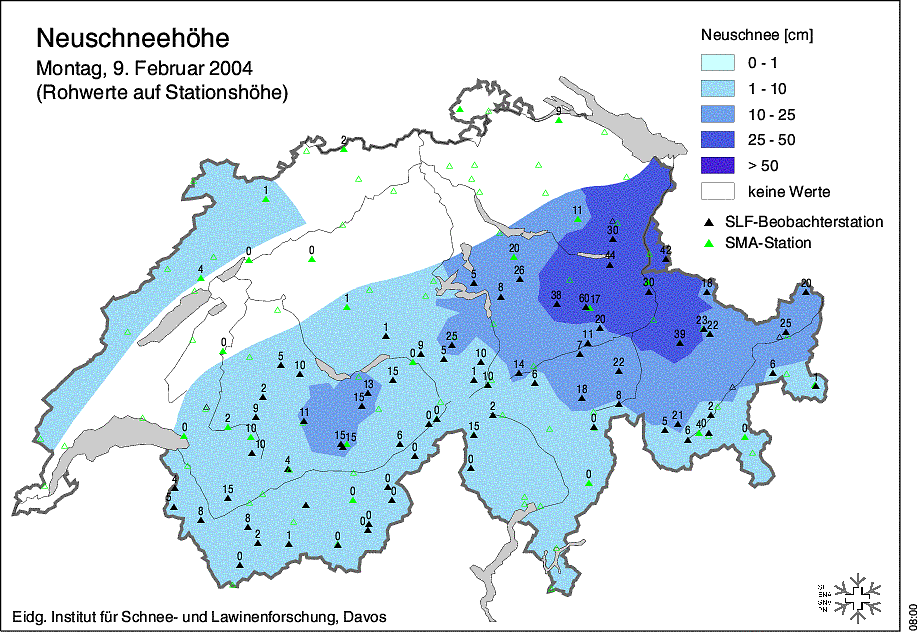 Neuschneehöhe
Montag, 9. Februar 2004
(Rohwerte auf Stationshöhe)
Neuschnee [cm]
0 - 1
1 - 10
10 - 25
25 - 50
> 50
keine Werte
SLF-Beobachterstation
SMA-Station
9
2
1
11
30
0 0
20
42
4
5 26 44
8
30 18 20
1
38 60 17
1
20 23 22 25
0
25 11 39
9 5 7
5 10 0 10 14 22 6
15 1 10 6 1
2 13 18 8
9 11 15 0 0 2 2
2 0 21
0 10 15 15 6 15 0 5 6 40 0
10 0
4 0 0
4 15 0 0
5 0 0
8 8 0 0
2 1 0
0
Eidg. Institut für Schnee- und Lawinenforschung, Davos
08:00